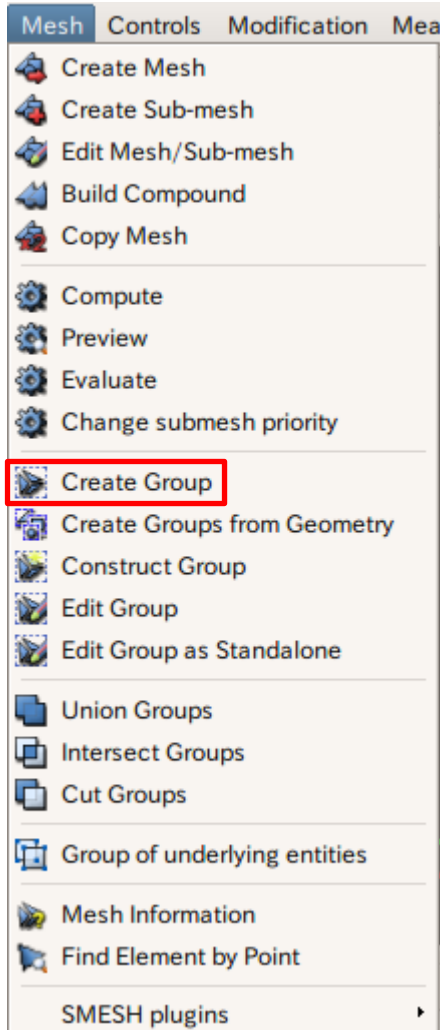 Mesh Controls Modification Mea
Create Mesh
Create Sub-mesh
Edit Mesh/Sub-mesh
Build Compound
Copy Mesh
Compute
Preview
Evaluate
Change submesh priority
Create Group
Create Groups from Geometry
Construct Group
Edit Group
Edit Group as Standalone
Union Groups
Intersect Groups
Cut Groups
Group of underlying entities
Mesh Information
Find Element by Point
SMESH plugins